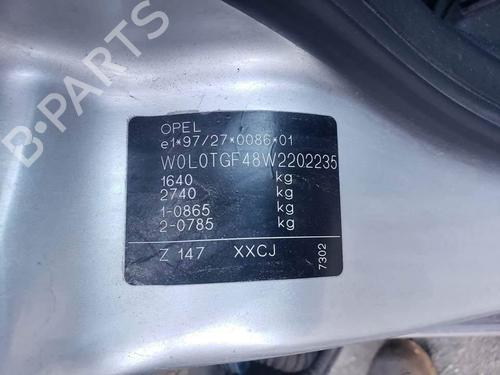 B-PARTS
OPEL
e1*97/27*0086*01
W0L0TGF48W2202235
1640 kg
2740 kg
1-0865 kg
2-0785 kg
Z 147 XXCJ
7302